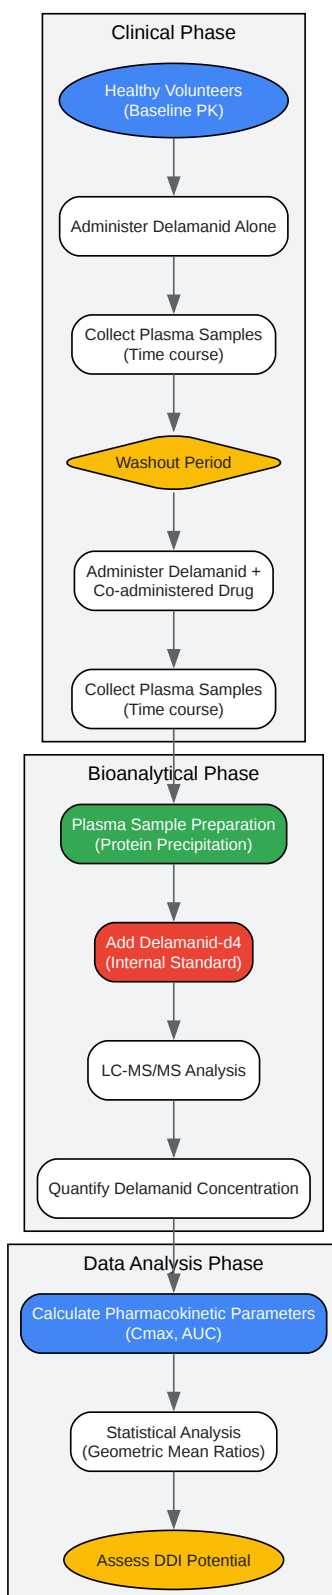 Clinical Phase
Healthy Volunteers
(Baseline PK)
Administer Delamanid Alone
Collect Plasma Samples
(Time course)
Washout Period
Administer Delamanid +
Co-administered Drug
Collect Plasma Samples
(Time course)
Bioanalytical Phase
Plasma Sample Preparation
(Protein Precipitation)
Add Delamanid-d4
(Internal Standard)
LC-MS/MS Analysis
Quantify Delamanid Concentration
Data Analysis Phase
Calculate Pharmacokinetic Parameters
(Cmax, AUC)
Statistical Analysis
(Geometric Mean Ratios)
Assess DDI Potential